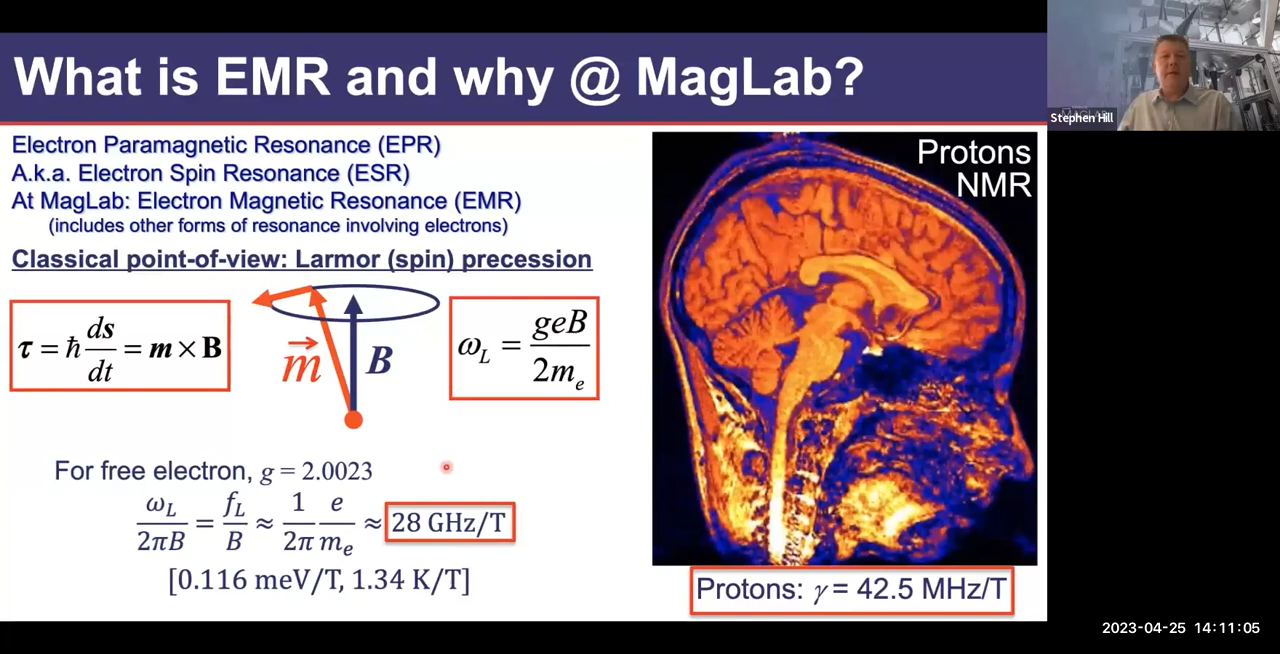 What is EMR and why @ MagLab?
Stephen Hill
Electron Paramagnetic Resonance (EPR)
A.k.a. Electron Spin Resonance (ESR)
At MagLab: Electron Magnetic Resonance (EMR)
(includes other forms of resonance involving electrons)
Classical point-of-view: Larmor (spin) precession
τ = ħ ds/dt = m × B
m⃗
B
ω_L = geB/2m_e
For free electron, g = 2.0023
ω_L/2πB = f_L/B ≈ 1/2π e/m_e ≈ 28 GHz/T
[0.116 meV/T, 1.34 K/T]
Protons
NMR
Protons: γ = 42.5 MHz/T
2023-04-25 14:11:05